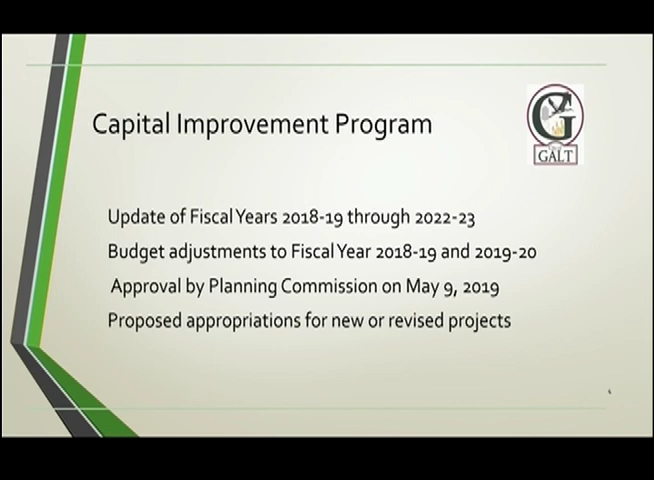 Capital Improvement Program
G
GALT
Update of Fiscal Years 2018-19 through 2022-23
Budget adjustments to Fiscal Year 2018-19 and 2019-20
Approval by Planning Commission on May 9, 2019
Proposed appropriations for new or revised projects